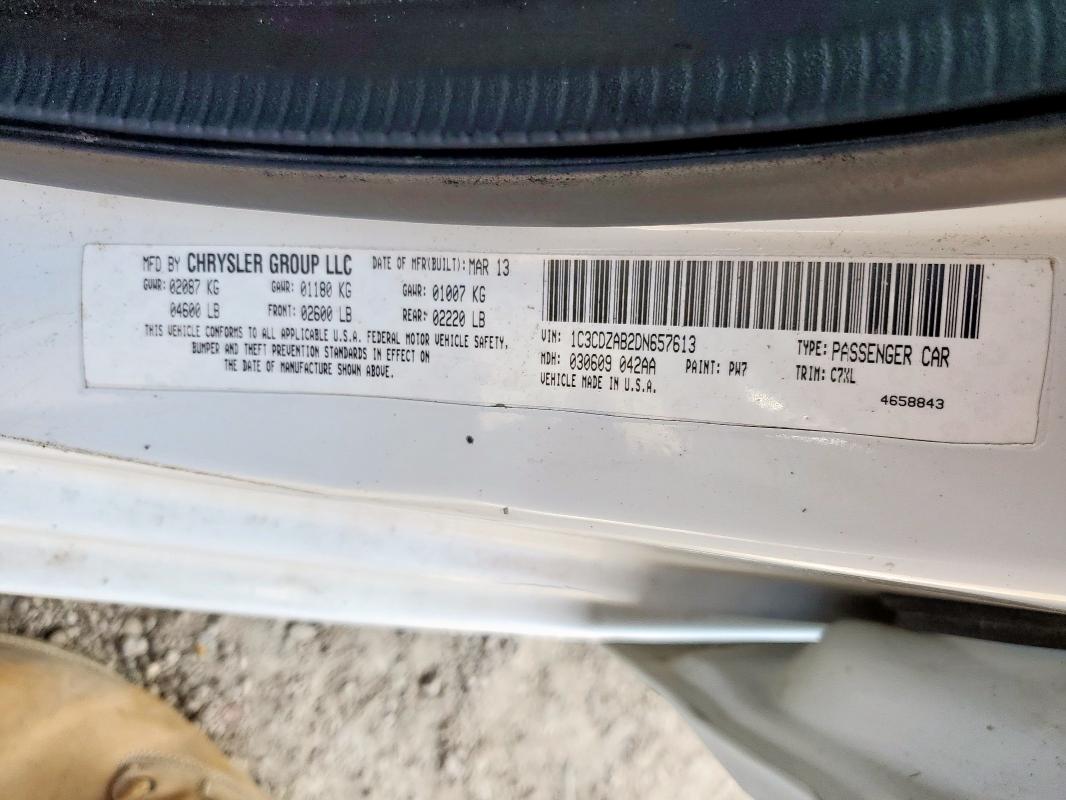 MFD BY CHRYSLER GROUP LLC
DATE OF MFR(BUILT): MAR 13
GVWR: 02087 KG
GAWR: 01180 KG
GAWR: 01007 KG
04600 LB
FRONT: 02600 LB
REAR: 02220 LB
THIS VEHICLE CONFORMS TO ALL APPLICABLE U.S.A. FEDERAL MOTOR VEHICLE SAFETY,
BUMPER AND THEFT PREVENTION STANDARDS IN EFFECT ON
THE DATE OF MANUFACTURE SHOWN ABOVE.
VIN: 1C3CDZAB2DN657613
TYPE: PASSENGER CAR
MDH: 030609 042AA
PAINT: PW7
TRIM: C7XL
VEHICLE MADE IN U.S.A.
4658843